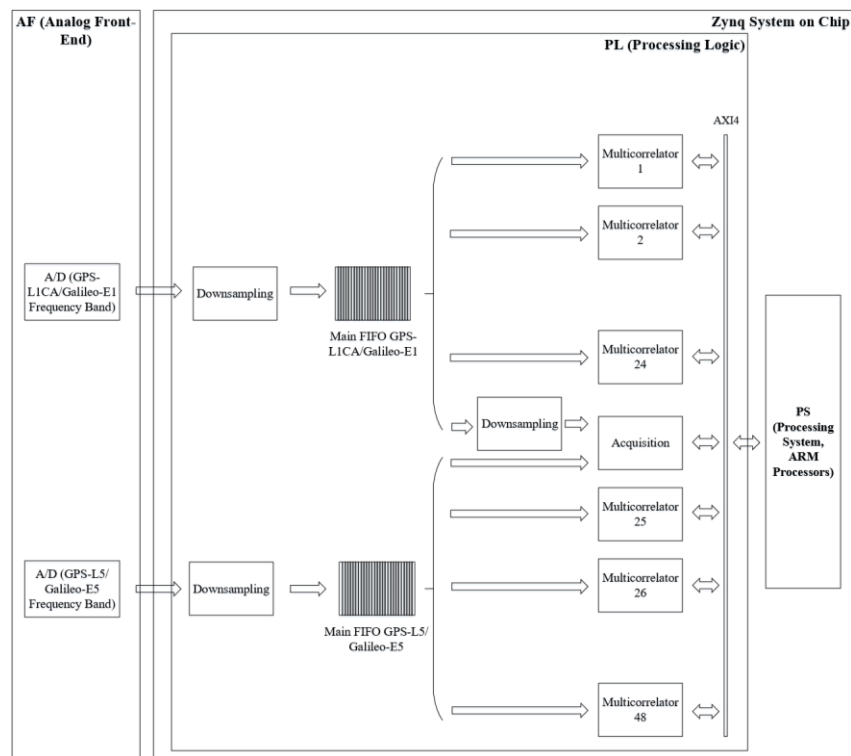 AF (Analog Front-
End)
Zynq System on Chip
PL (Processing Logic)
AXI4
Multicorrelator
1
Multicorrelator
2
A/D (GPS-
L1CA/Galileo-E1
Frequency Band)
Downsampling
Main FIFO GPS-
L1CA/Galileo-E1
Multicorrelator
24
Downsampling
Acquisition
PS
(Processing
System,
ARM
Processors)
Multicorrelator
25
A/D (GPS-L5/
Galileo-E5
Frequency Band)
Downsampling
Main FIFO GPS-L5/
Galileo-E5
Multicorrelator
26
Multicorrelator
48